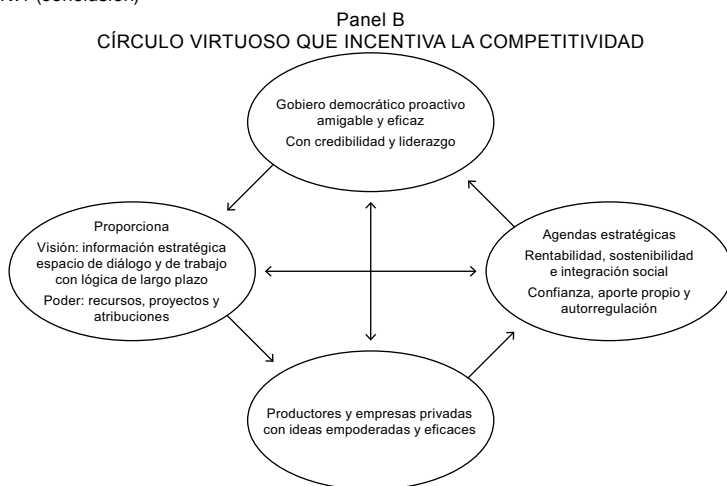 (conclusión)
Panel B
CÍRCULO VIRTUOSO QUE INCENTIVA LA COMPETITIVIDAD
Gobiero democrático proactivo
amigable y eficaz
Con credibilidad y liderazgo
Proporciona
Visión: información estratégica
espacio de diálogo y de trabajo
con lógica de largo plazo
Poder: recursos, proyectos y
atribuciones
Agendas estratégicas
Rentabilidad, sostenibilidad
e integración social
Confianza, aporte propio y
autorregulación
Productores y empresas privadas
con ideas empoderadas y eficaces